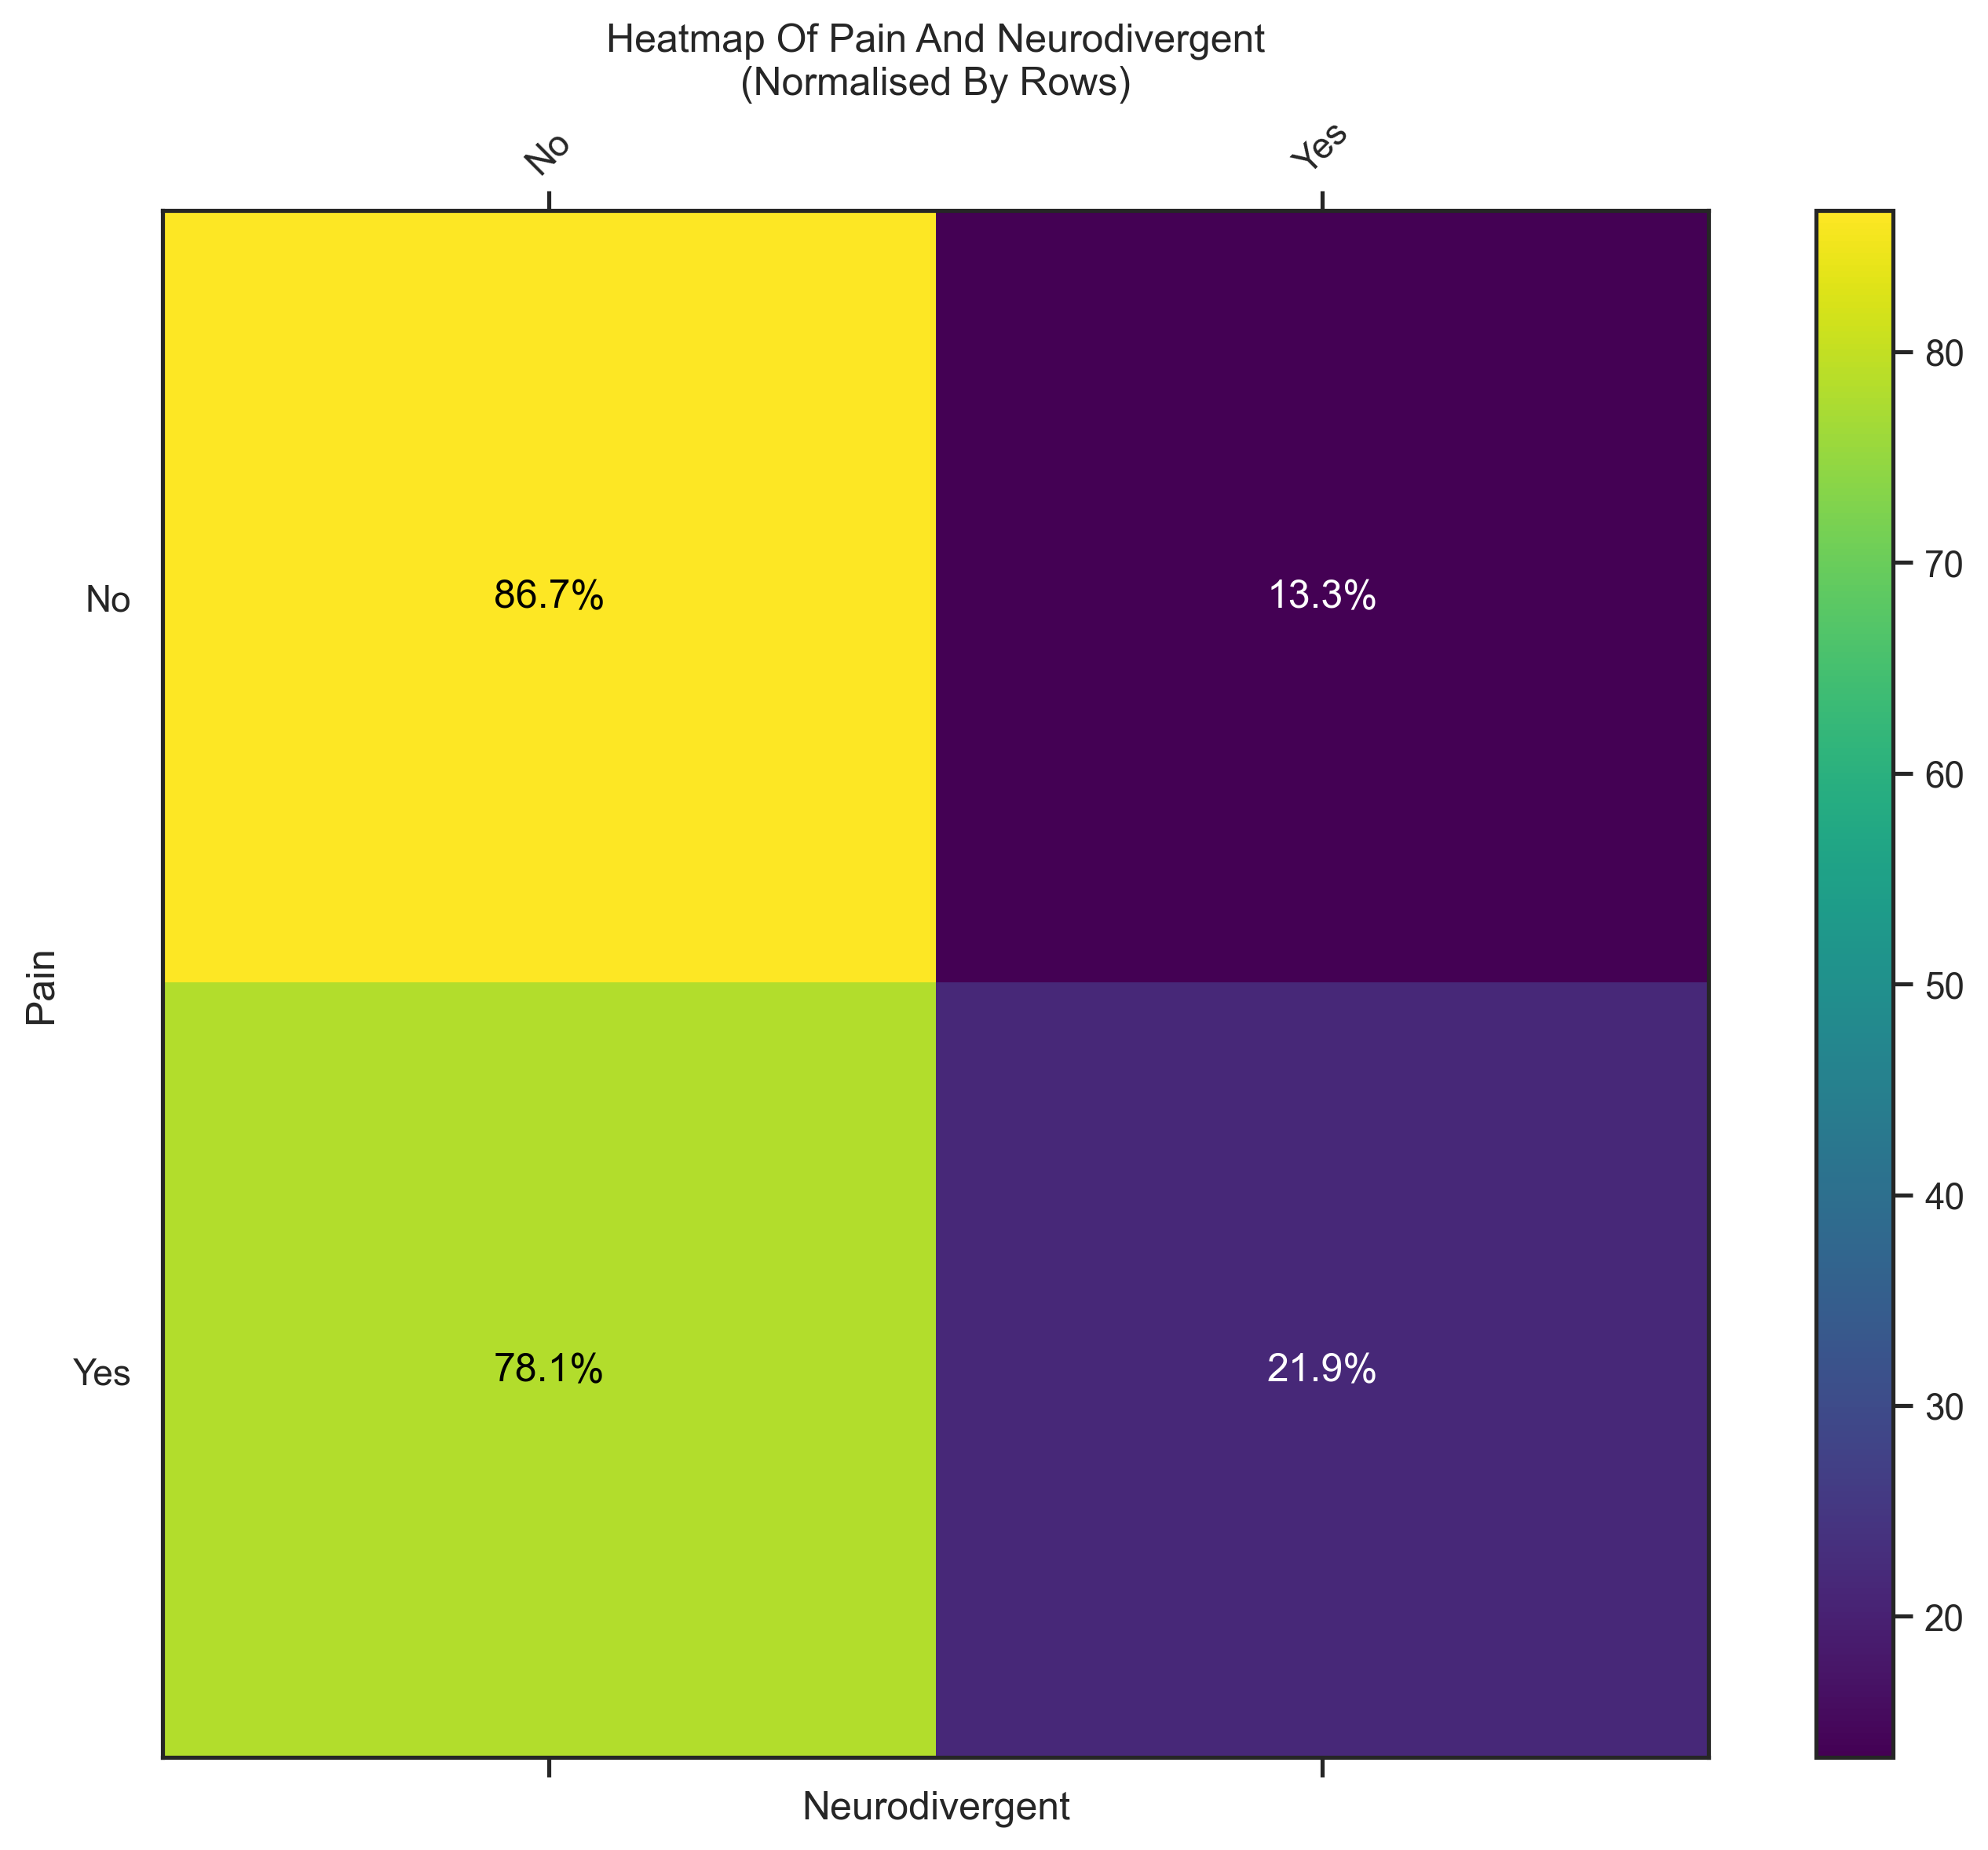 Heatmap Of Pain And Neurodivergent
(Normalised By Rows)
No
Yes
No
86.7%
13.3%
Pain
Yes
78.1%
21.9%
Neurodivergent
80
70
60
50
40
30
20